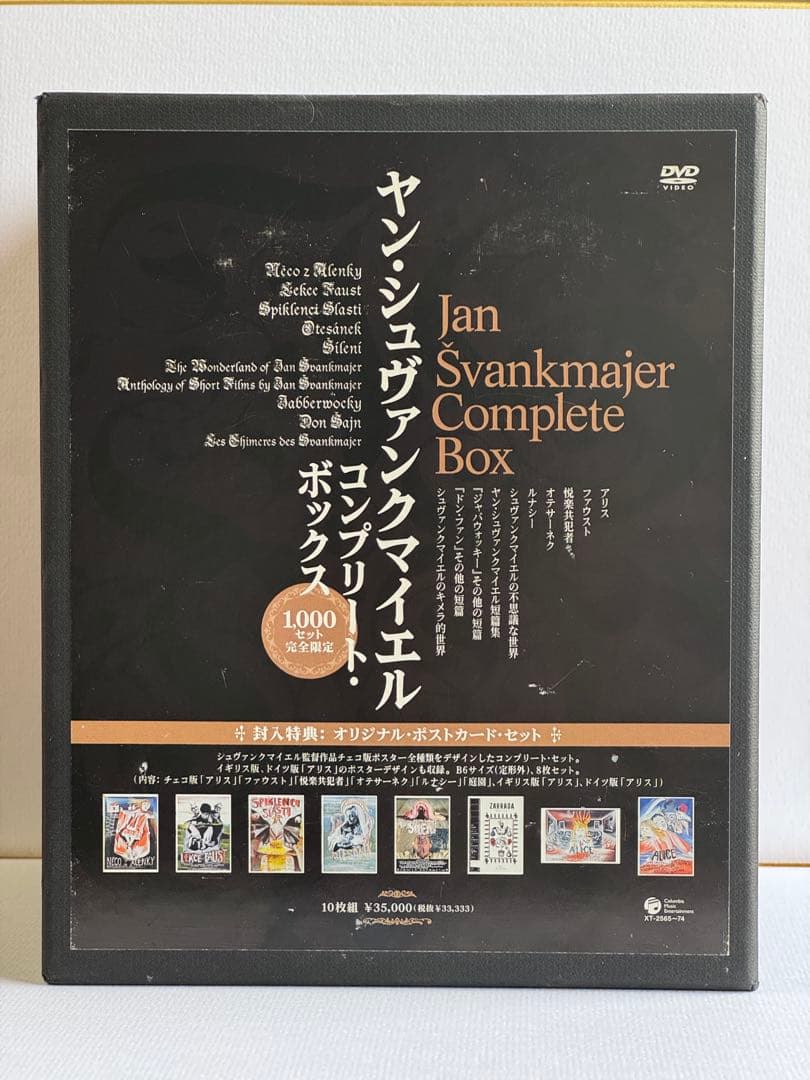 DVD
VIDEO
ヤン・シュヴァンクマイエル
コンプリート・
ボックス
Něco z Alenky
Lekce Faust
Spiklenci Slasti
Otesánek
Šílení
The Wonderland of Jan Švankmajer
Anthology of Short Films by Jan Švankmajer
Jabberwocky
Don Šajn
Les Chimeres des Svankmajer
Jan
Švankmajer
Complete
Box
アリス
ファウスト
悦楽共犯者
オテサーネク
ルナシー
シュヴァンクマイエルの不思議な世界
ヤン・シュヴァンクマイエル短篇集
「ジャバウォッキー」その他の短篇
「ドン・ファン」その他の短篇
シュヴァンクマイエルのキメラ的世界
1,000
セット
完全限定
封入特典：オリジナル・ポストカード・セット
シュヴァンクマイエル監督作品チェコ版ポスター全種類をデザインしたコンプリート・セット。
イギリス版、ドイツ版「アリス」のポスターデザインも収録。B6サイズ(定形外)、8枚セット。
(内容：チェコ版「アリス」「ファウスト」「悦楽共犯者」「オテサーネク」「ルナシー」「庭園」、イギリス版「アリス」、ドイツ版「アリス」)
NĚCO Z ALENKY
LEKCE FAUST
SPIKLENCI
SLASTI
ŠÍLENÍ
ZAHRADA
ALICE
ALICE
10枚組 ¥35,000(税抜¥33,333)
Columbia
Music
Entertainment
XT-2565~74